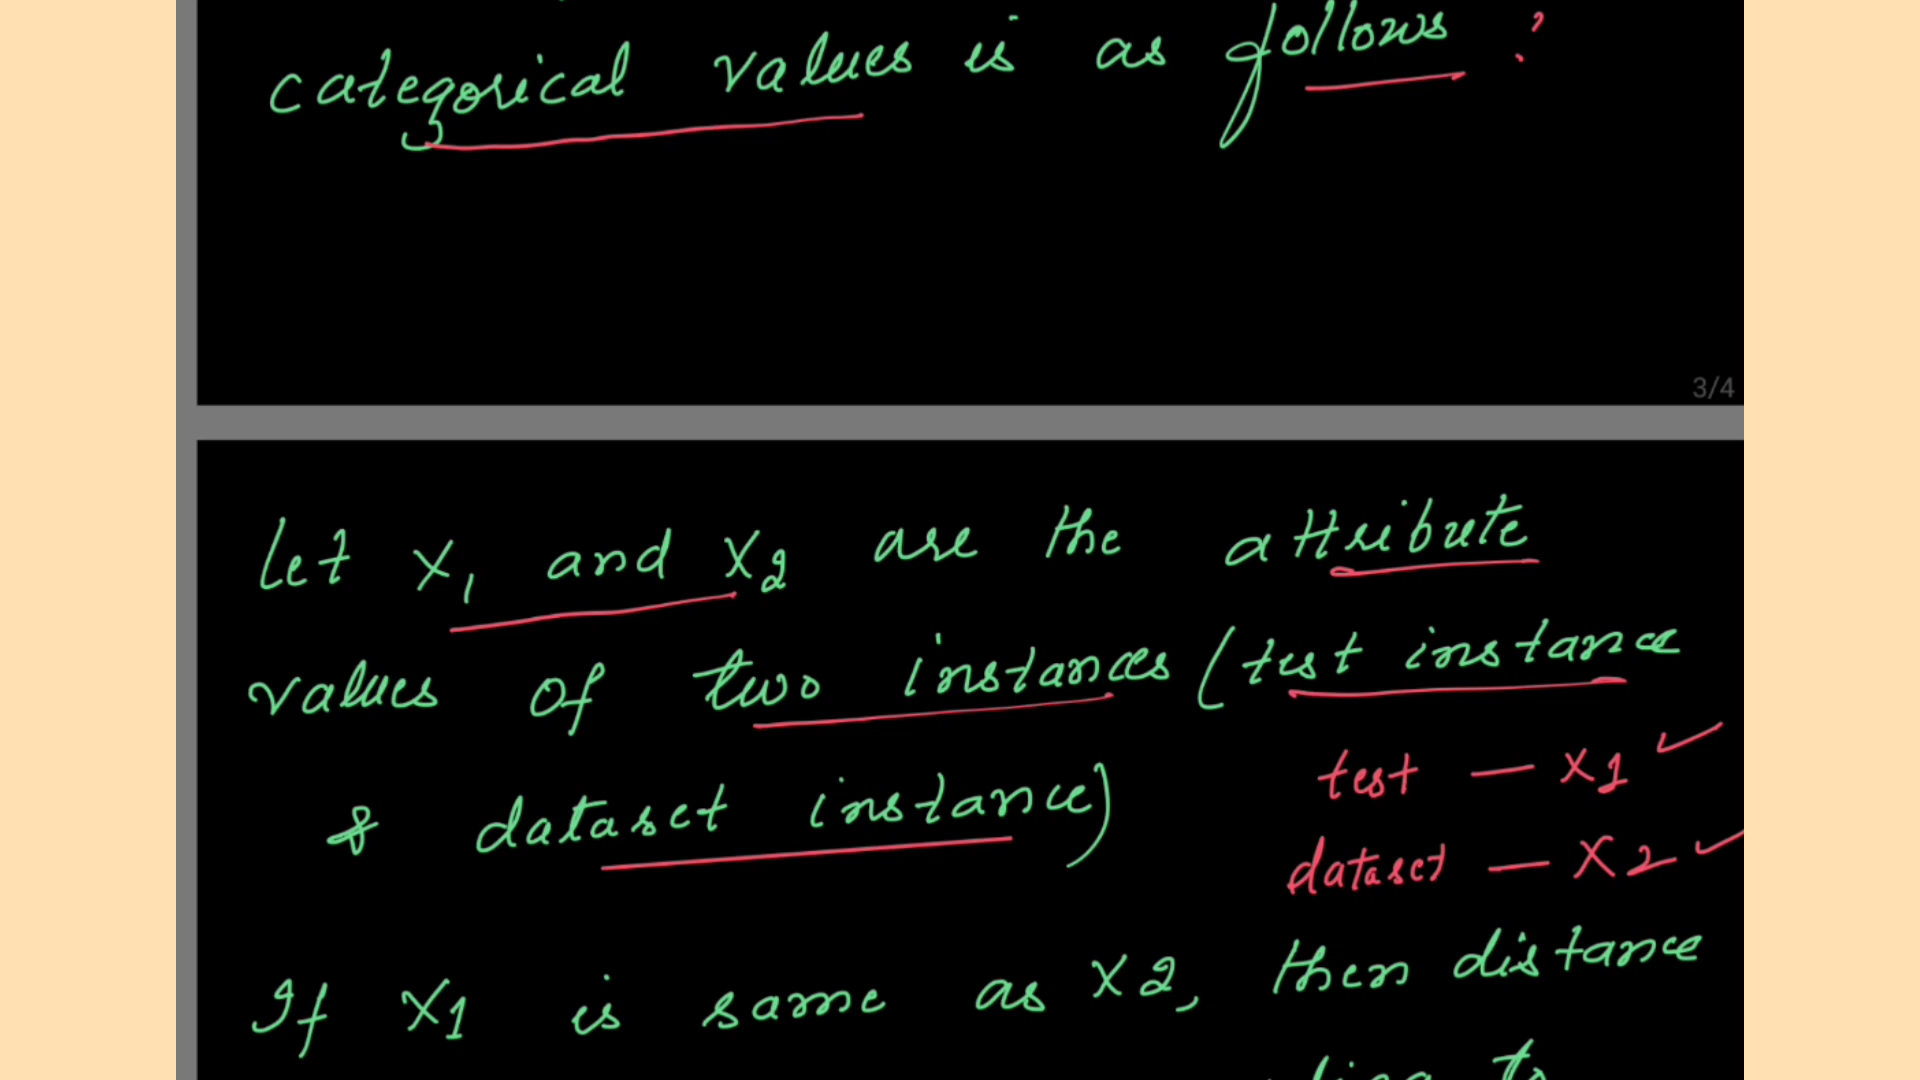 categorical values is as follows :
3/4
Let X1 and X2 are the attribute
values of two instances (test instance
& dataset instance)
test — X1 ✓
dataset — X2 ✓
If X1 is same as X2, then distance
to